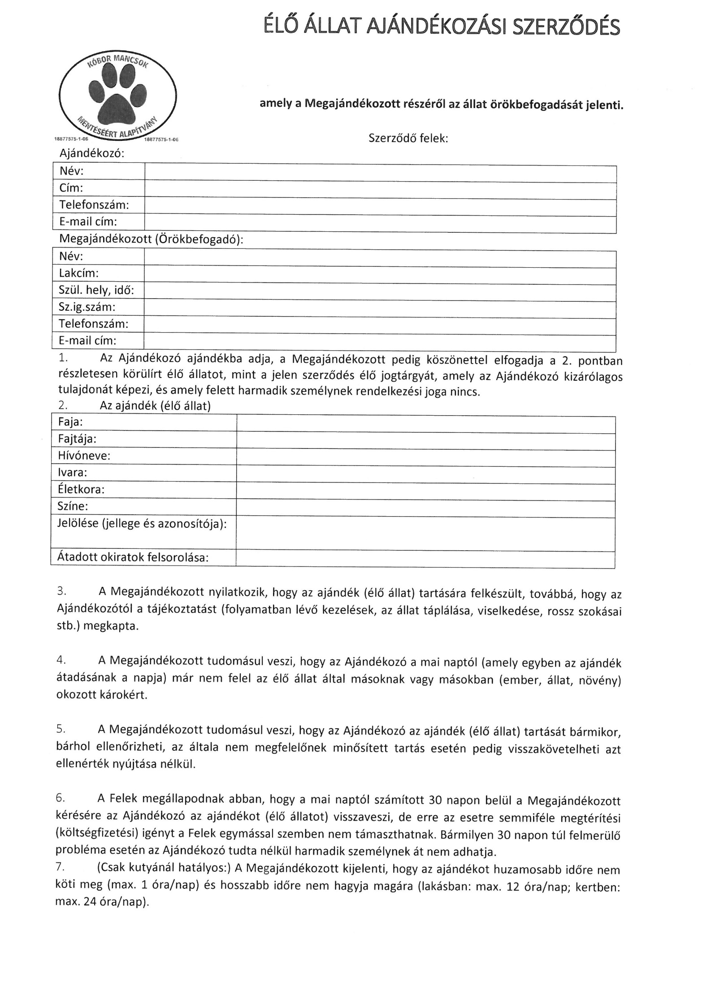 ÉLŐ ÁLLAT AJÁNDÉKOZÁSI SZERZŐDÉS
KÓBOR MANCSOK
MENTÉSÉÉRT ALAPÍTVÁNY
18877575-1-06 18877575-1-06
amely a Megajándékozott részéről az állat örökbefogadását jelenti.
Szerződő felek:
Ajándékozó:
Név:
Cím:
Telefonszám:
E-mail cím:
Megajándékozott (Örökbefogadó):
Név:
Lakcím:
Szül. hely, idő:
Sz.ig.szám:
Telefonszám:
E-mail cím:
1. Az Ajándékozó ajándékba adja, a Megajándékozott pedig köszönettel elfogadja a 2. pontban
részletesen körülírt élő állatot, mint a jelen szerződés élő jogtárgyát, amely az Ajándékozó kizárólagos
tulajdonát képezi, és amely felett harmadik személynek rendelkezési joga nincs.
2. Az ajándék (élő állat)
Faja:
Fajtája:
Hívóneve:
Ivara:
Életkora:
Színe:
Jelölése (jellege és azonosítója):
Átadott okiratok felsorolása:
3. A Megajándékozott nyilatkozik, hogy az ajándék (élő állat) tartására felkészült, továbbá, hogy az
Ajándékozótól a tájékoztatást (folyamatban lévő kezelések, az állat táplálása, viselkedése, rossz szokásai
stb.) megkapta.
4. A Megajándékozott tudomásul veszi, hogy az Ajándékozó a mai naptól (amely egyben az ajándék
átadásának a napja) már nem felel az élő állat által másoknak vagy másokban (ember, állat, növény)
okozott károkért.
5. A Megajándékozott tudomásul veszi, hogy az Ajándékozó az ajándék (élő állat) tartását bármikor,
bárhol ellenőrizheti, az általa nem megfelelőnek minősített tartás esetén pedig visszakövetelheti azt
ellenérték nyújtása nélkül.
6. A Felek megállapodnak abban, hogy a mai naptól számított 30 napon belül a Megajándékozott
kérésére az Ajándékozó az ajándékot (élő állatot) visszaveszi, de erre az esetre semmiféle megtérítési
(költségfizetési) igényt a Felek egymással szemben nem támaszthatnak. Bármilyen 30 napon túl felmerülő
probléma esetén az Ajándékozó tudta nélkül harmadik személynek át nem adhatja.
7. (Csak kutyánál hatályos:) A Megajándékozott kijelenti, hogy az ajándékot huzamosabb időre nem
köti meg (max. 1 óra/nap) és hosszabb időre nem hagyja magára (lakásban: max. 12 óra/nap; kertben:
max. 24 óra/nap).